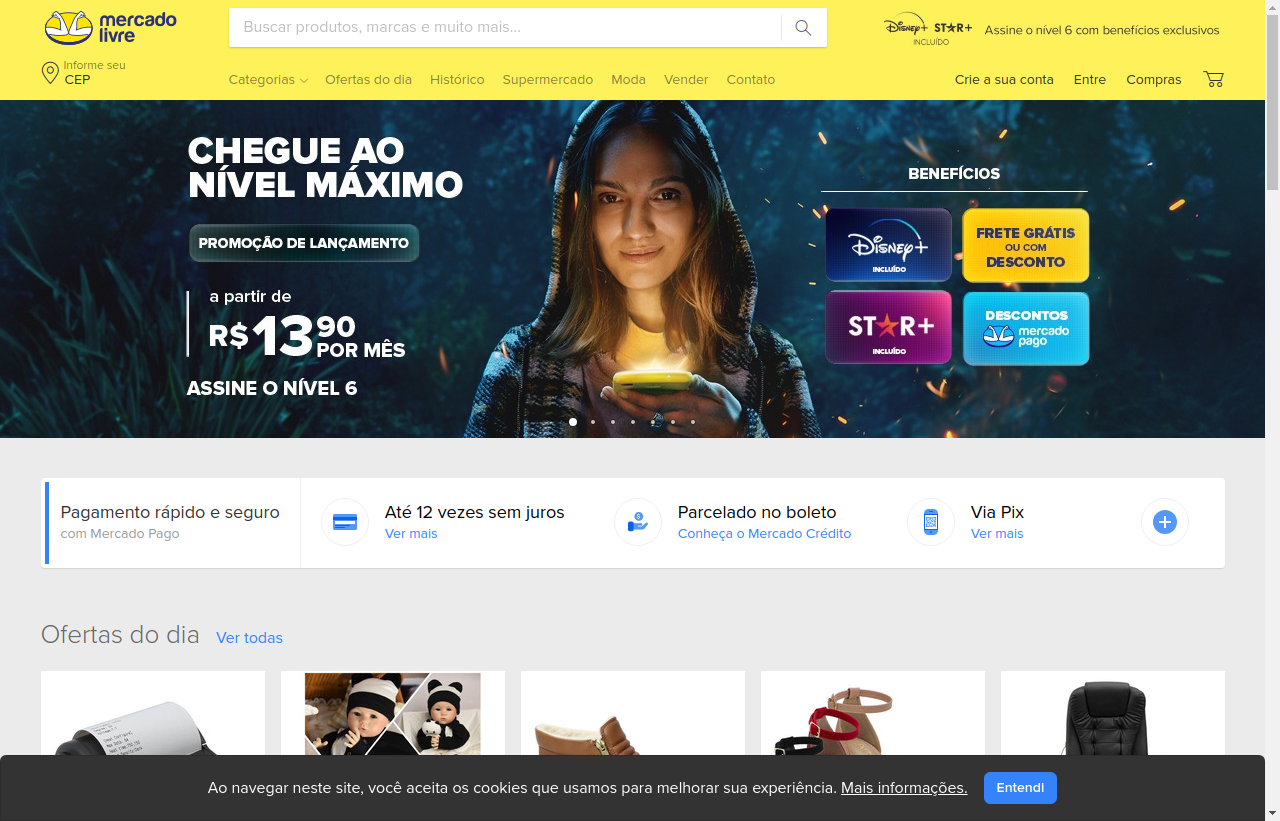 mercado
livre
Buscar produtos, marcas e muito mais...
Disney+ STAR+
INCLUÍDO
Assine o nível 6 com benefícios exclusivos
Informe seu
CEP
Categorias
Ofertas do dia
Histórico
Supermercado
Moda
Vender
Contato
Crie a sua conta
Entre
Compras
CHEGUE AO
NÍVEL MÁXIMO
PROMOÇÃO DE LANÇAMENTO
a partir de
R$13 90
POR MÊS
ASSINE O NÍVEL 6
BENEFÍCIOS
Disney+
INCLUÍDO
FRETE GRÁTIS
OU COM
DESCONTO
STAR+
INCLUÍDO
DESCONTOS
mercado
pago
Pagamento rápido e seguro
com Mercado Pago
Até 12 vezes sem juros
Ver mais
Parcelado no boleto
Conheça o Mercado Crédito
Via Pix
Ver mais
Ofertas do dia
Ver todas
Ao navegar neste site, você aceita os cookies que usamos para melhorar sua experiência. Mais informações.
Entendi